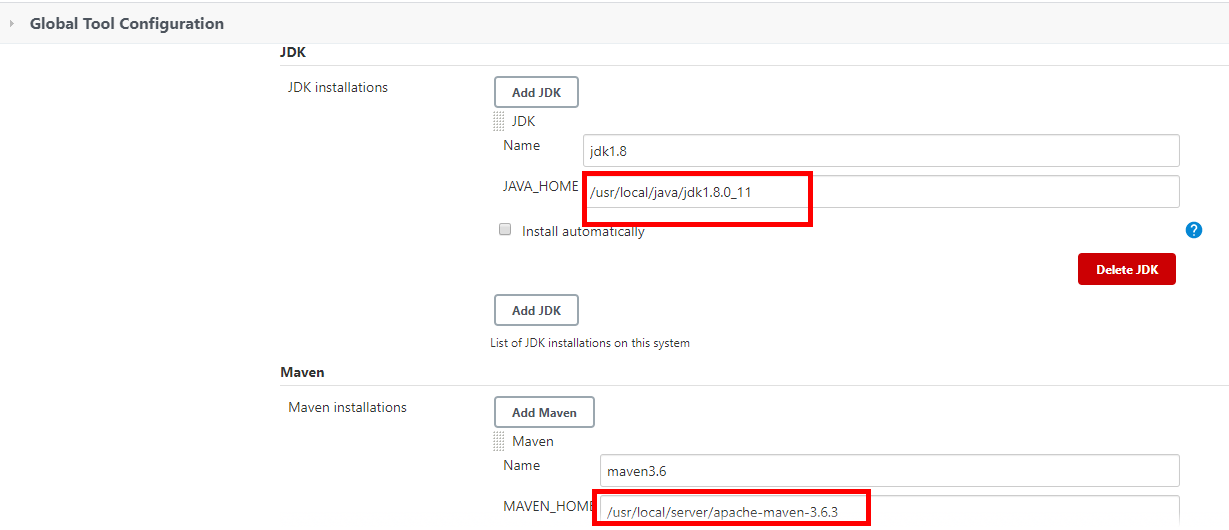 Global Tool Configuration
JDK
JDK installations
Add JDK
JDK
Name
jdk1.8
JAVA_HOME
/usr/local/java/jdk1.8.0_11
Install automatically
?
Delete JDK
Add JDK
List of JDK installations on this system
Maven
Maven installations
Add Maven
Maven
Name
maven3.6
MAVEN_HOME
/usr/local/server/apache-maven-3.6.3